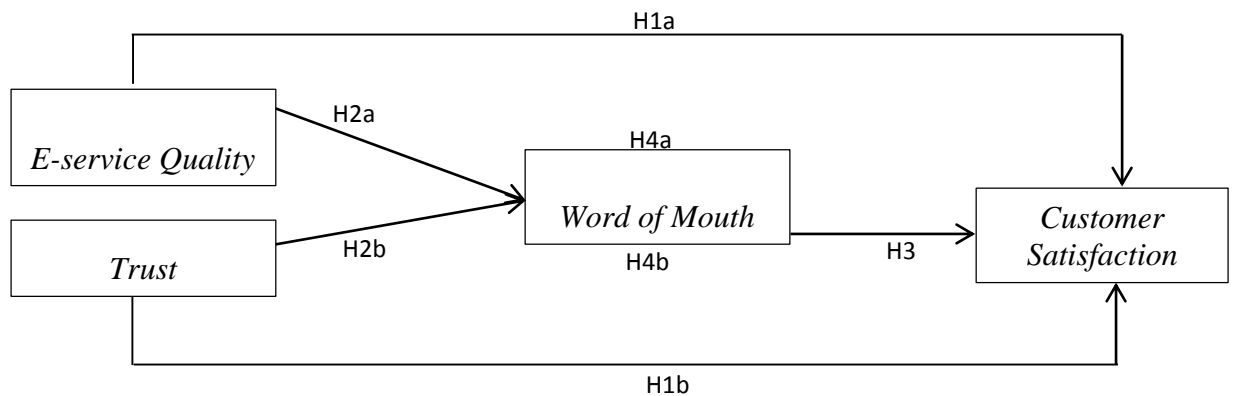 H1a
H2a
E-service Quality
H4a
Word of Mouth
Customer
Satisfaction
H2b
H3
Trust
H4b
H1b